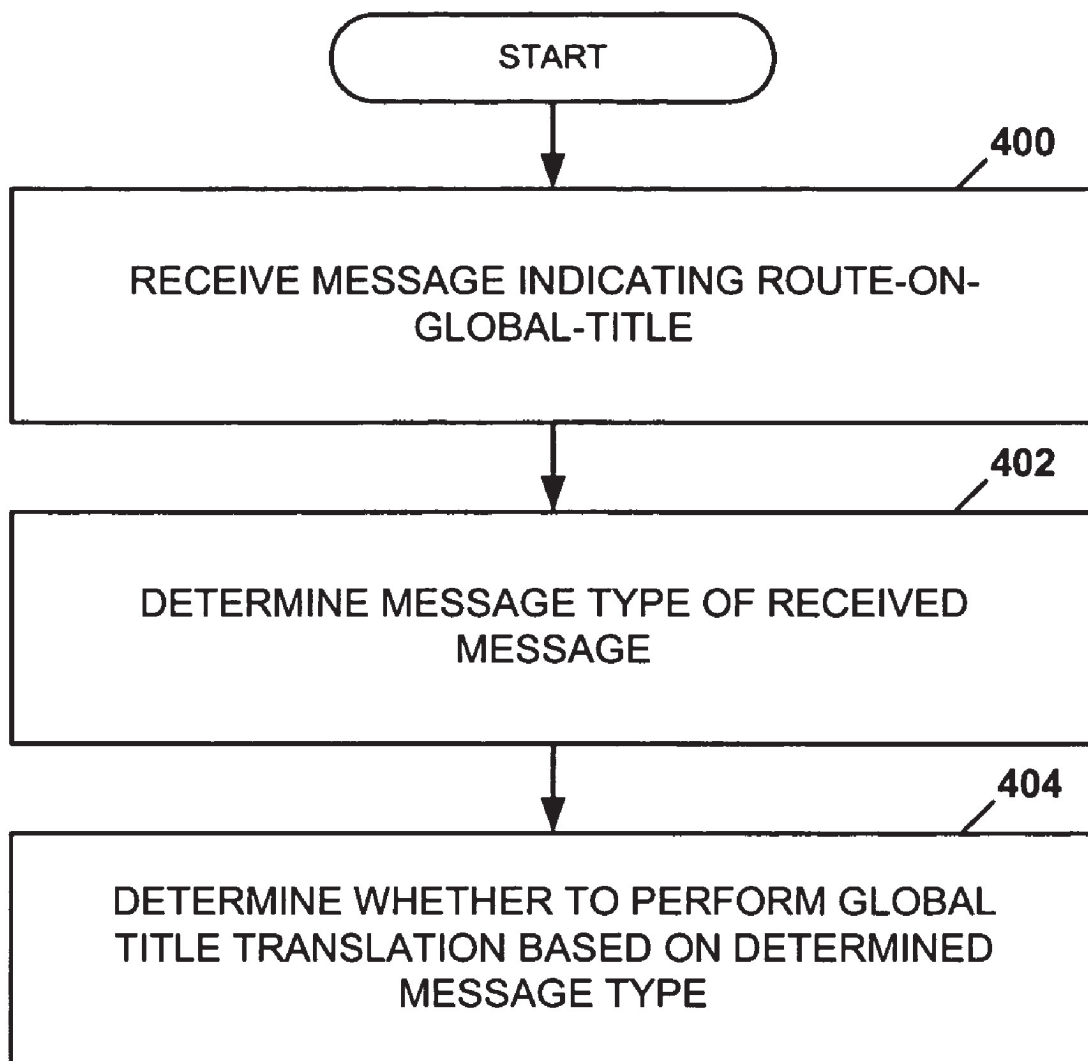 START
400
RECEIVE MESSAGE INDICATING ROUTE-ON-
GLOBAL-TITLE
402
DETERMINE MESSAGE TYPE OF RECEIVED
MESSAGE
404
DETERMINE WHETHER TO PERFORM GLOBAL
TITLE TRANSLATION BASED ON DETERMINED
MESSAGE TYPE